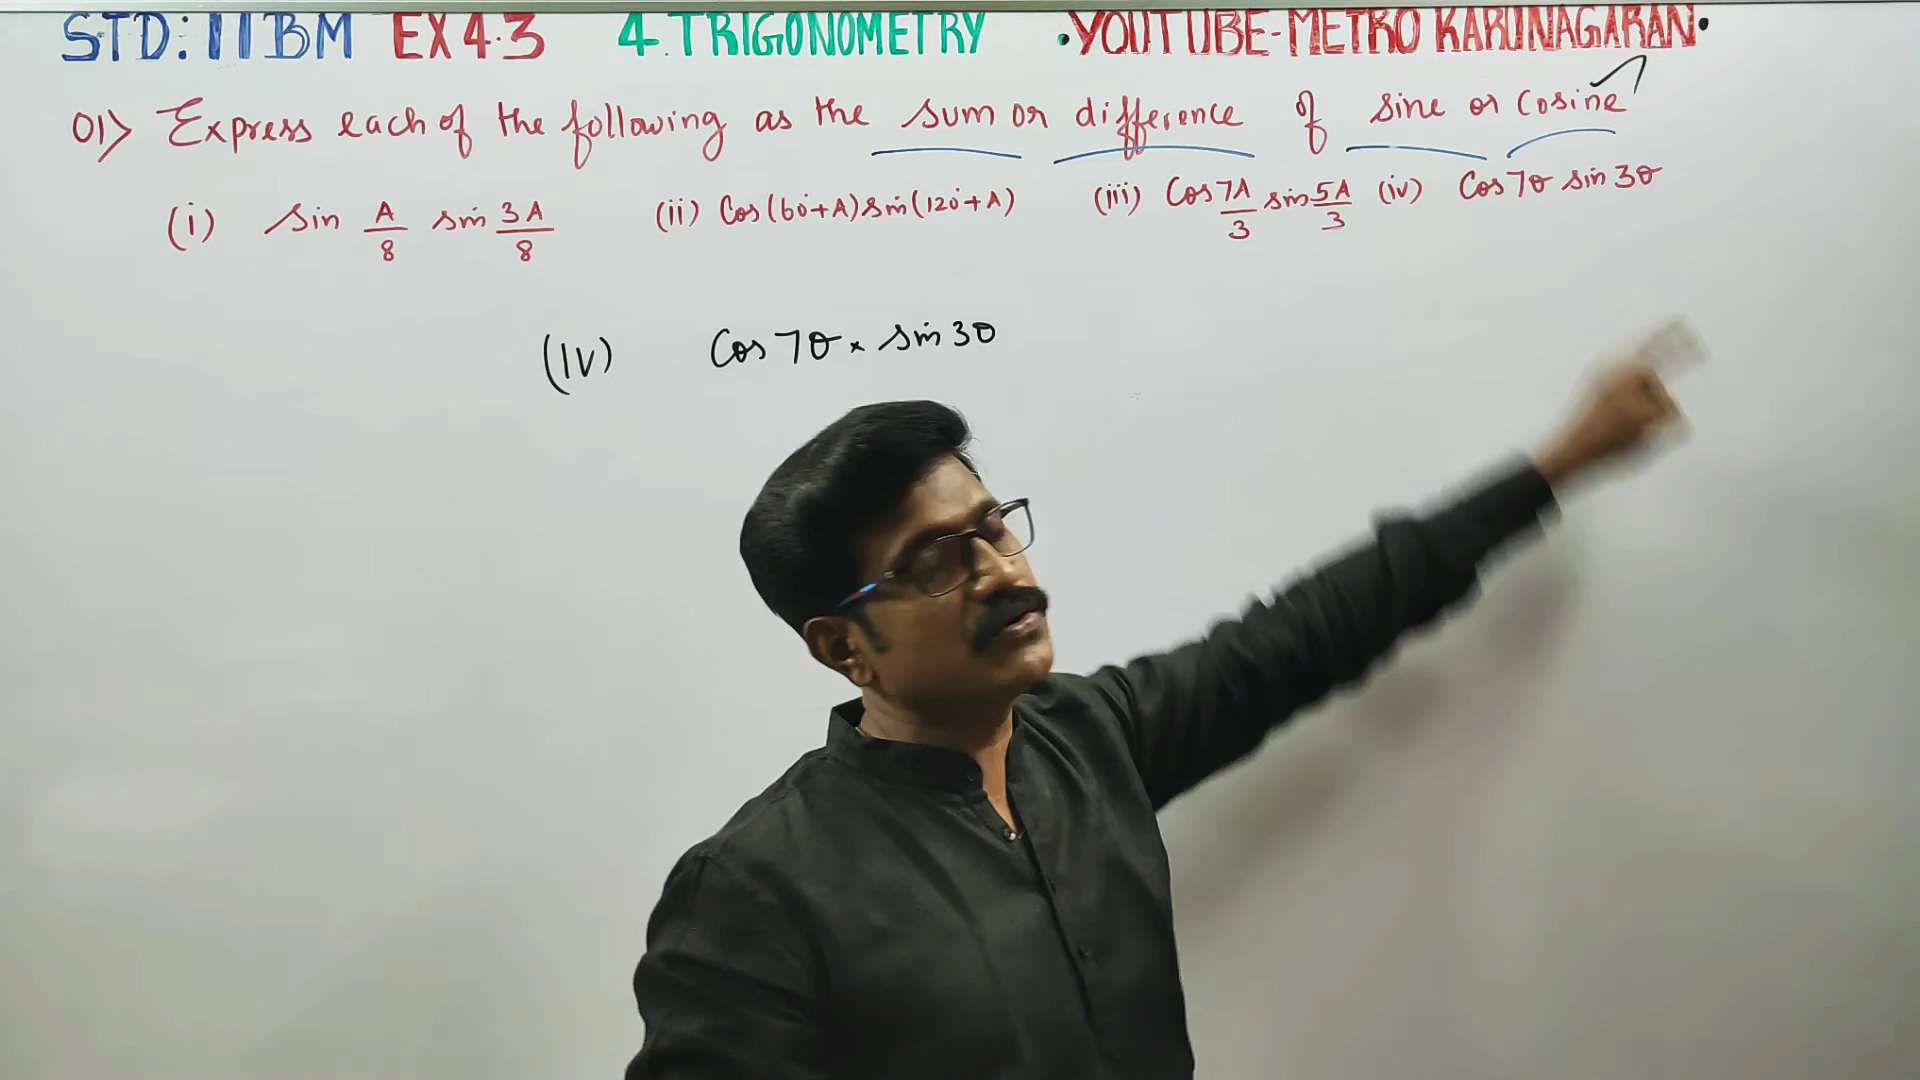 STD: 11BM EX 4.3 4. TRIGONOMETRY •YOUTUBE-METRO KARUNAGARAN•
01) Express each of the following as the sum or difference of sine or cosine
(i) sin A/8 sin 3A/8 (ii) Cos(60°+A) sin(120°+A) (iii) Cos 7A/3 sin 5A/3 (iv) Cos 7θ sin 3θ
(iv) Cos 7θ × sin 3θ